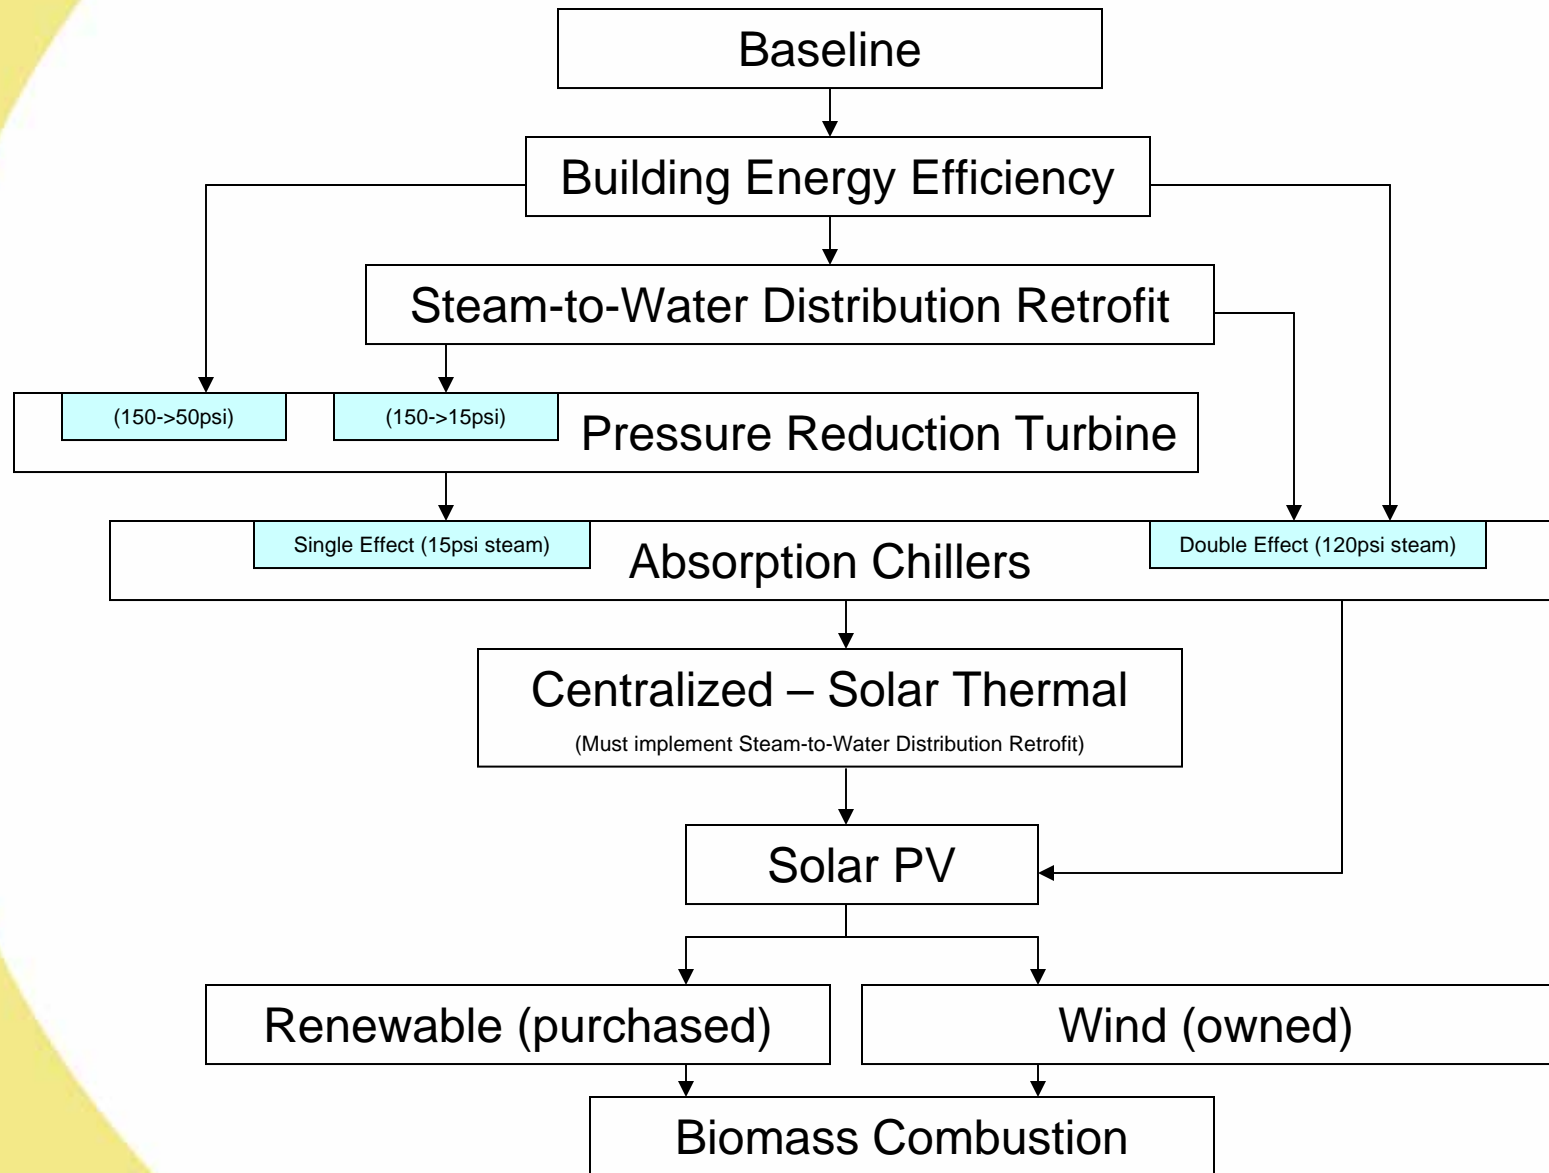 Baseline
Building Energy Efficiency
Steam-to-Water Distribution Retrofit
(150->50psi)
(150->15psi)
Pressure Reduction Turbine
Single Effect (15psi steam)
Absorption Chillers
Double Effect (120psi steam)
Centralized – Solar Thermal
(Must implement Steam-to-Water Distribution Retrofit)
Solar PV
Renewable (purchased)
Wind (owned)
Biomass Combustion